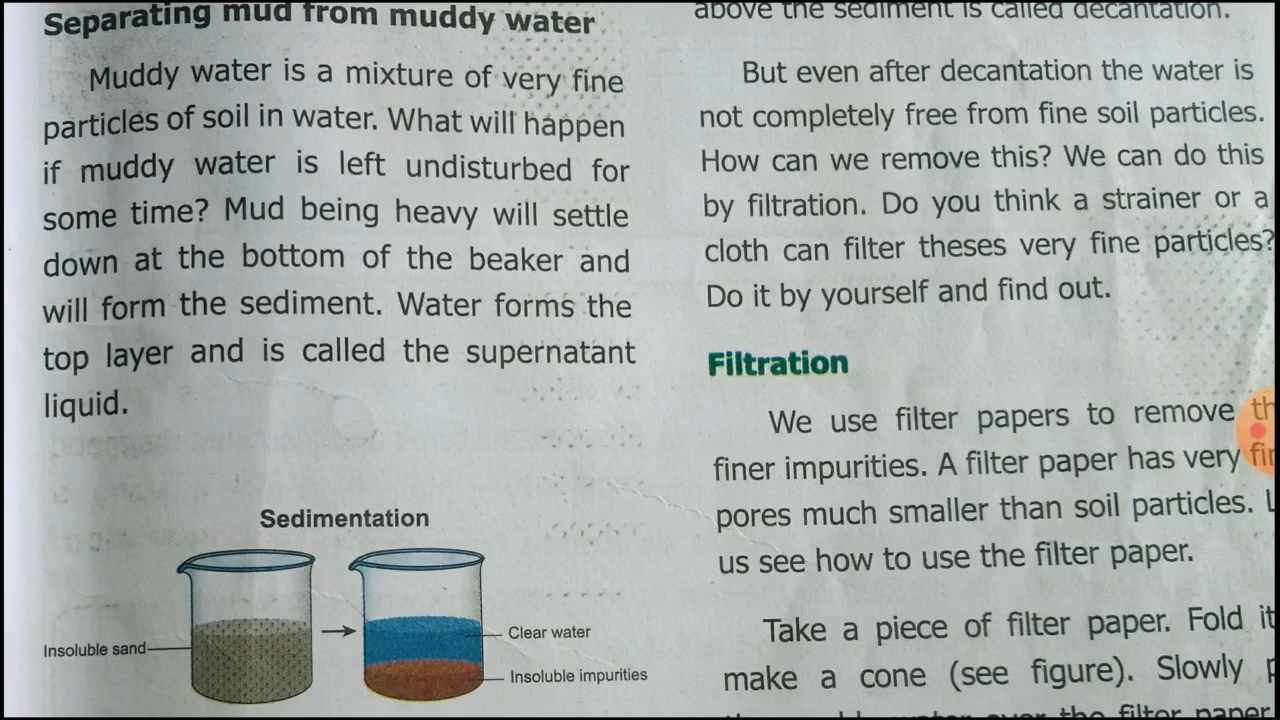 Separating mud from muddy water
Muddy water is a mixture of very fine
particles of soil in water. What will happen
if muddy water is left undisturbed for
some time? Mud being heavy will settle
down at the bottom of the beaker and
will form the sediment. Water forms the
top layer and is called the supernatant
liquid.
Sedimentation
Insoluble sand
Clear water
Insoluble impurities
above the sediment is called decantation.
But even after decantation the water is
not completely free from fine soil particles.
How can we remove this? We can do this
by filtration. Do you think a strainer or a
cloth can filter theses very fine particles?
Do it by yourself and find out.
Filtration
We use filter papers to remove
finer impurities. A filter paper has very
pores much smaller than soil particles.
us see how to use the filter paper.
Take a piece of filter paper. Fold it
make a cone (see figure). Slowly
water over the filter paper